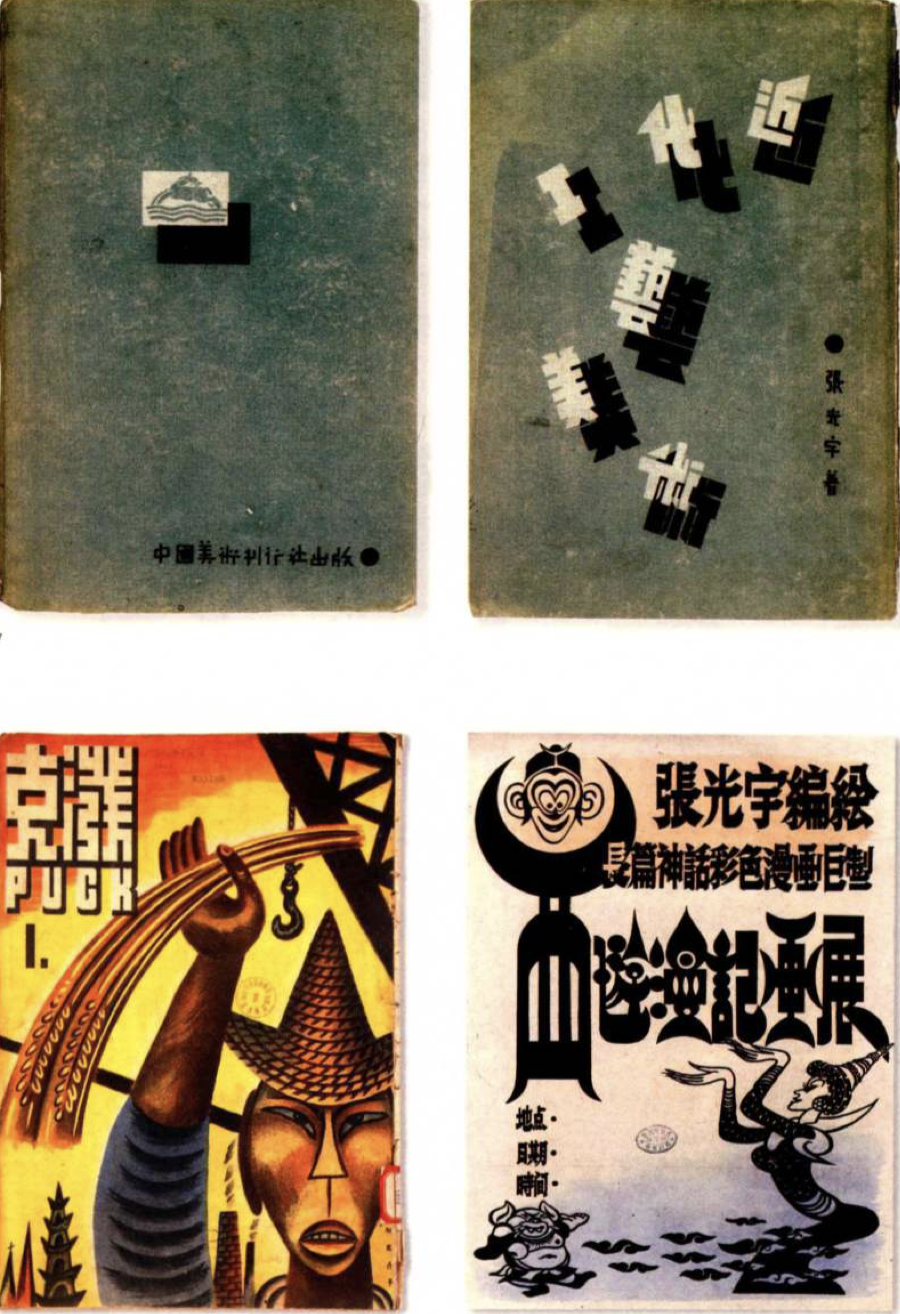 中國美術刊行社出版●
近代工藝美術
●張光宇著
潑克
PUCK
1.
張光宇編繪
長篇神話彩色漫畫巨製
西遊漫記畫展
地点·
日期·
時间·